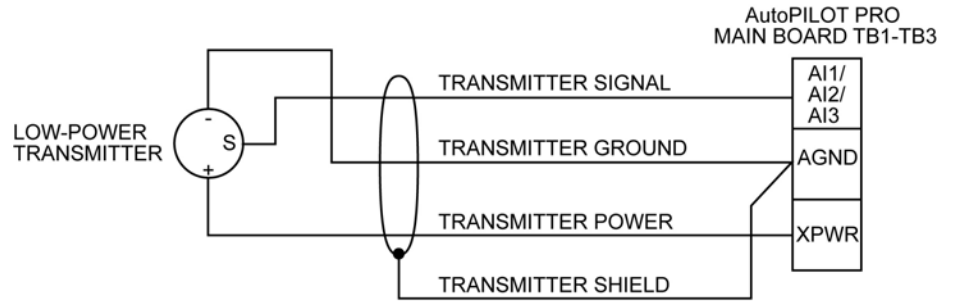 AutoPILOT PRO
MAIN BOARD TB1-TB3
TRANSMITTER SIGNAL
AI1/
AI2/
AI3
-
S
+
LOW-POWER
TRANSMITTER
TRANSMITTER GROUND
AGND
TRANSMITTER POWER
XPWR
TRANSMITTER SHIELD